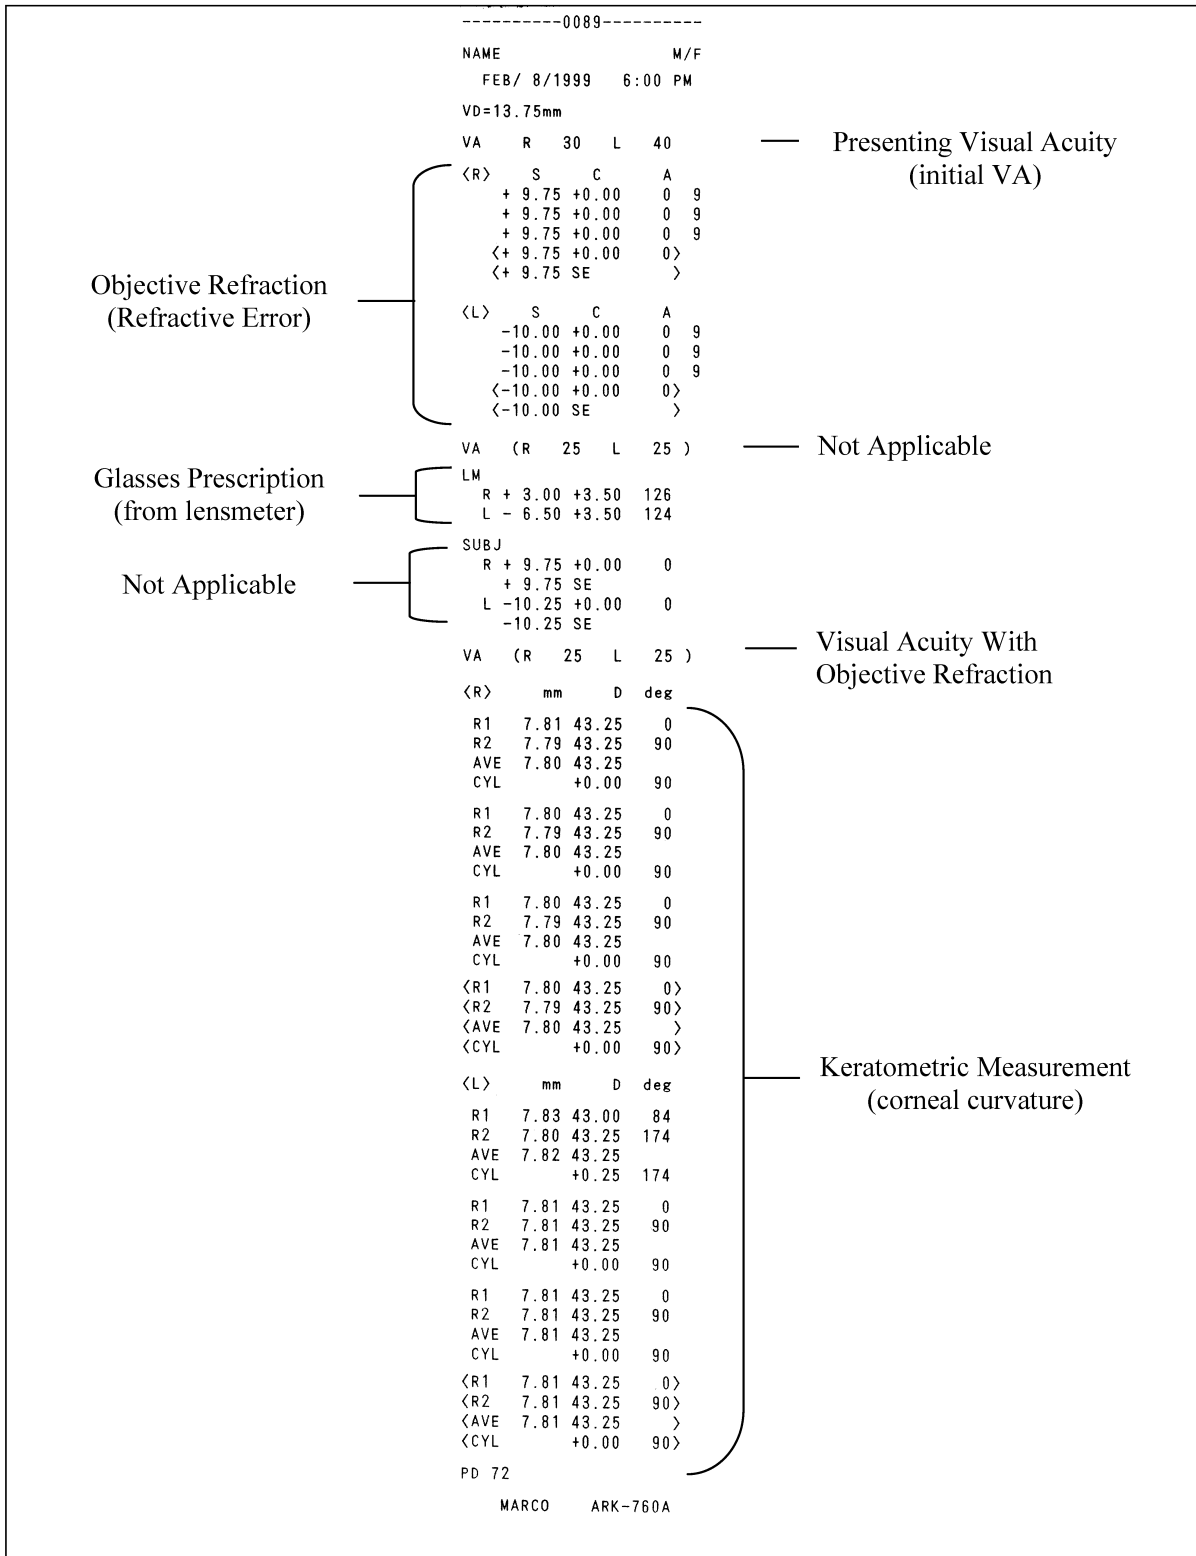 ----------0089----------
NAME M/F
FEB/ 8/1999 6:00 PM
VD=13.75mm
VA R 30 L 40
Presenting Visual Acuity
(initial VA)
<R> S C A
+ 9.75 +0.00 0 9
+ 9.75 +0.00 0 9
+ 9.75 +0.00 0 9
<+ 9.75 +0.00 0>
<+ 9.75 SE >
Objective Refraction
(Refractive Error)
<L> S C A
-10.00 +0.00 0 9
-10.00 +0.00 0 9
-10.00 +0.00 0 9
<-10.00 +0.00 0>
<-10.00 SE >
VA (R 25 L 25 )
Not Applicable
Glasses Prescription
(from lensmeter)
LM
R + 3.00 +3.50 126
L - 6.50 +3.50 124
SUBJ
R + 9.75 +0.00 0
+ 9.75 SE
L -10.25 +0.00 0
-10.25 SE
Not Applicable
VA (R 25 L 25 )
Visual Acuity With
Objective Refraction
<R> mm D deg
R1 7.81 43.25 0
R2 7.79 43.25 90
AVE 7.80 43.25
CYL +0.00 90
R1 7.80 43.25 0
R2 7.79 43.25 90
AVE 7.80 43.25
CYL +0.00 90
R1 7.80 43.25 0
R2 7.79 43.25 90
AVE 7.80 43.25
CYL +0.00 90
<R1 7.80 43.25 0>
<R2 7.79 43.25 90>
<AVE 7.80 43.25 >
<CYL +0.00 90>
Keratometric Measurement
(corneal curvature)
<L> mm D deg
R1 7.83 43.00 84
R2 7.80 43.25 174
AVE 7.82 43.25
CYL +0.25 174
R1 7.81 43.25 0
R2 7.81 43.25 90
AVE 7.81 43.25
CYL +0.00 90
R1 7.81 43.25 0
R2 7.81 43.25 90
AVE 7.81 43.25
CYL +0.00 90
<R1 7.81 43.25 0>
<R2 7.81 43.25 90>
<AVE 7.81 43.25 >
<CYL +0.00 90>
PD 72
MARCO ARK-760A